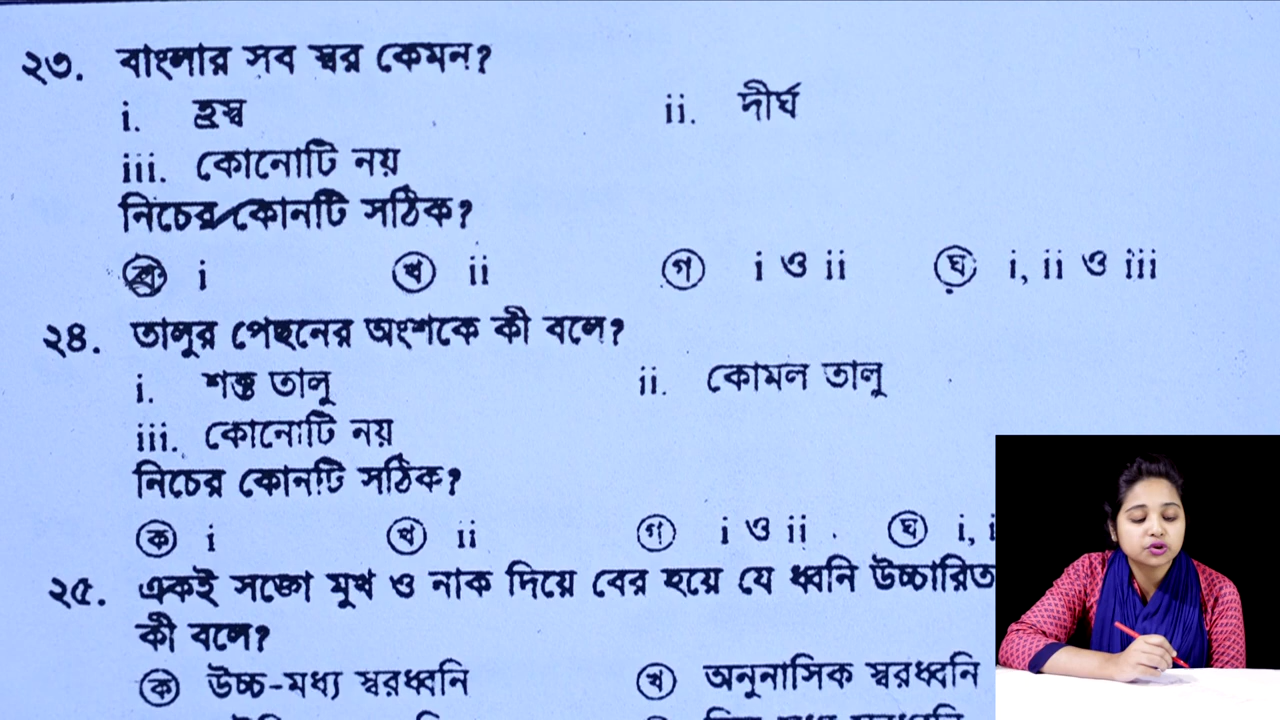 ২৩. বাংলার সব স্বর কেমন?
i. হ্রস্ব ii. দীর্ঘ
iii. কোনোটি নয়
নিচের কোনটি সঠিক?
ক i খ ii গ i ও ii ঘ i, ii ও iii
২৪. তালুর পেছনের অংশকে কী বলে?
i. শক্ত তালু ii. কোমল তালু
iii. কোনোটি নয়
নিচের কোনটি সঠিক?
ক i খ ii গ i ও ii ঘ i, i
২৫. একই সঙ্গে মুখ ও নাক দিয়ে বের হয়ে যে ধ্বনি উচ্চারিত
কী বলে?
ক উচ্চ-মধ্য স্বরধ্বনি খ অনুনাসিক স্বরধ্বনি